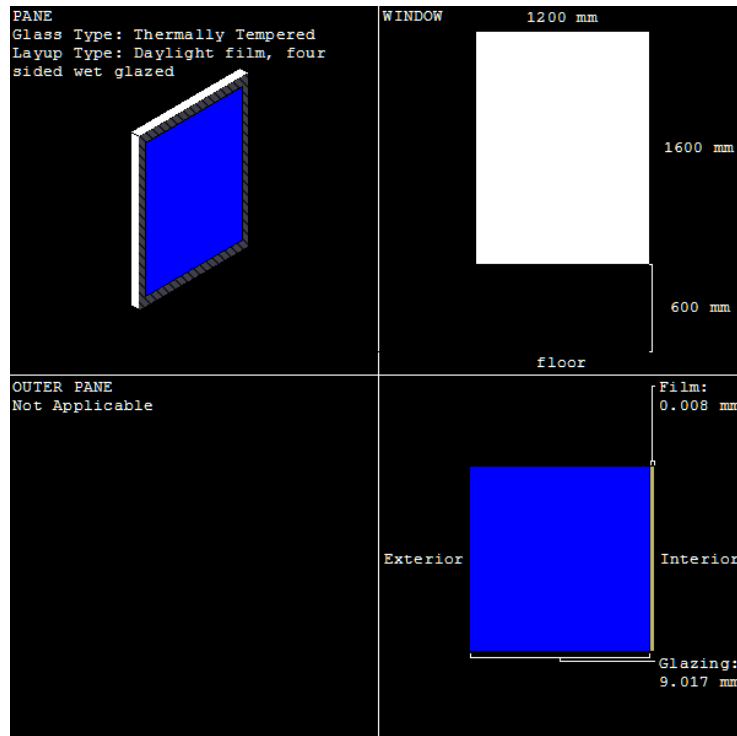 PANE
Glass Type: Thermally Tempered
Layup Type: Daylight film, four
sided wet glazed
WINDOW
1200 mm
1600 mm
600 mm
floor
OUTER PANE
Not Applicable
Film:
0.008 mm
Exterior
Interior
Glazing:
9.017 mm